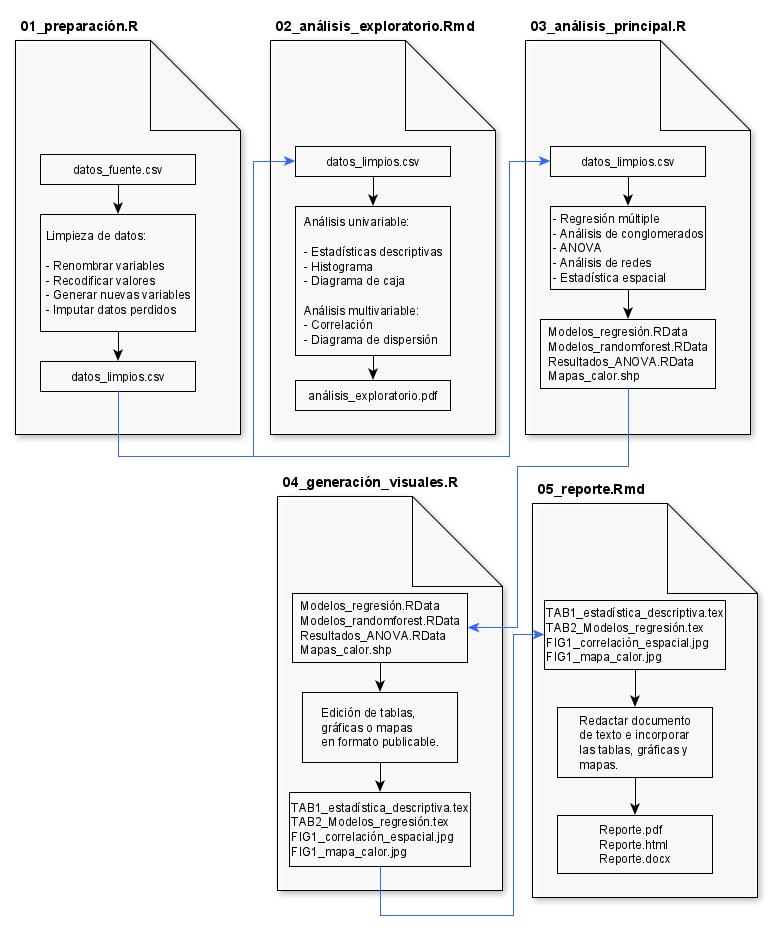 01_preparación.R
datos_fuente.csv
Limpieza de datos:
- Renombrar variables
- Recodificar valores
- Generar nuevas variables
- Imputar datos perdidos
datos_limpios.csv
02_análisis_exploratorio.Rmd
datos_limpios.csv
Análisis univariable:
- Estadísticas descriptivas
- Histograma
- Diagrama de caja
Análisis multivariable:
- Correlación
- Diagrama de dispersión
análisis_exploratorio.pdf
03_análisis_principal.R
datos_limpios.csv
- Regresión múltiple
- Análisis de conglomerados
- ANOVA
- Análisis de redes
- Estadística espacial
Modelos_regresión.RData
Modelos_randomforest.RData
Resultados_ANOVA.RData
Mapas_calor.shp
04_generación_visuales.R
Modelos_regresión.RData
Modelos_randomforest.RData
Resultados_ANOVA.RData
Mapas_calor.shp
Edición de tablas,
gráficas o mapas
en formato publicable.
TAB1_estadística_descriptiva.tex
TAB2_Modelos_regresión.tex
FIG1_correlación_espacial.jpg
FIG1_mapa_calor.jpg
05_reporte.Rmd
TAB1_estadística_descriptiva.tex
TAB2_Modelos_regresión.tex
FIG1_correlación_espacial.jpg
FIG1_mapa_calor.jpg
Redactar documento
de texto e incorporar
las tablas, gráficas y
mapas.
Reporte.pdf
Reporte.html
Reporte.docx